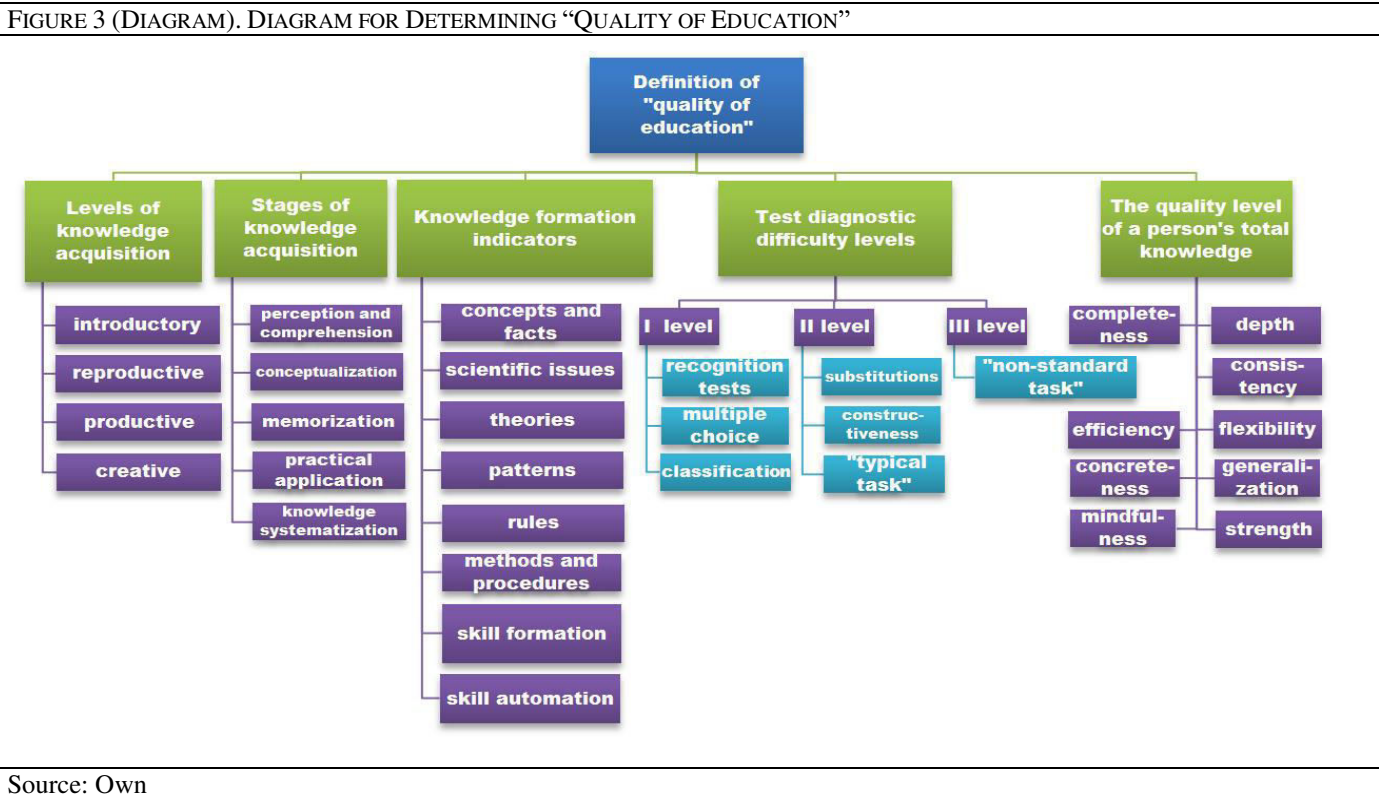 FIGURE 3 (DIAGRAM). DIAGRAM FOR DETERMINING “QUALITY OF EDUCATION”
Definition of
"quality of
education"
Levels of
knowledge
acquisition
introductory
reproductive
productive
creative
Stages of
knowledge
acquisition
perception and
comprehension
conceptualization
memorization
practical
application
knowledge
systematization
Knowledge formation
indicators
concepts and
facts
scientific issues
theories
patterns
rules
methods and
procedures
skill formation
skill automation
Test diagnostic
difficulty levels
I level
recognition
tests
multiple
choice
classification
II level
substitutions
construc-
tiveness
"typical
task"
III level
"non-standard
task"
The quality level
of a person's total
knowledge
complete-
ness
depth
consis-
tency
efficiency
flexibility
concrete-
ness
generali-
zation
mindful-
ness
strength
Source: Own